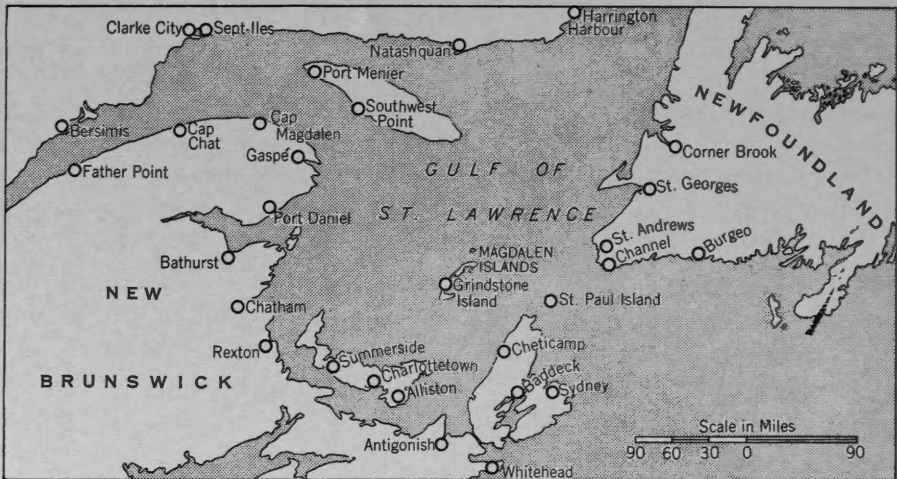 Clarke City
Sept-Iles
Harrington
Harbour
Natashquan
Port Menier
Southwest
Point
Bersimis
Cap
Chat
Cap
Magdalen
Gaspé
Father Point
GULF OF
ST. LAWRENCE
NEWFOUNDLAND
Corner Brook
St. Georges
Port Daniel
St. Andrews
Channel
Burgeo
Bathurst
MAGDALEN
ISLANDS
Grindstone
Island
St. Paul Island
NEW
BRUNSWICK
Chatham
Rexton
Summerside
Charlottetown
Alliston
Cheticamp
Baddeck
Sydney
Antigonish
Whitehead
Scale in Miles
90 60 30 0 90